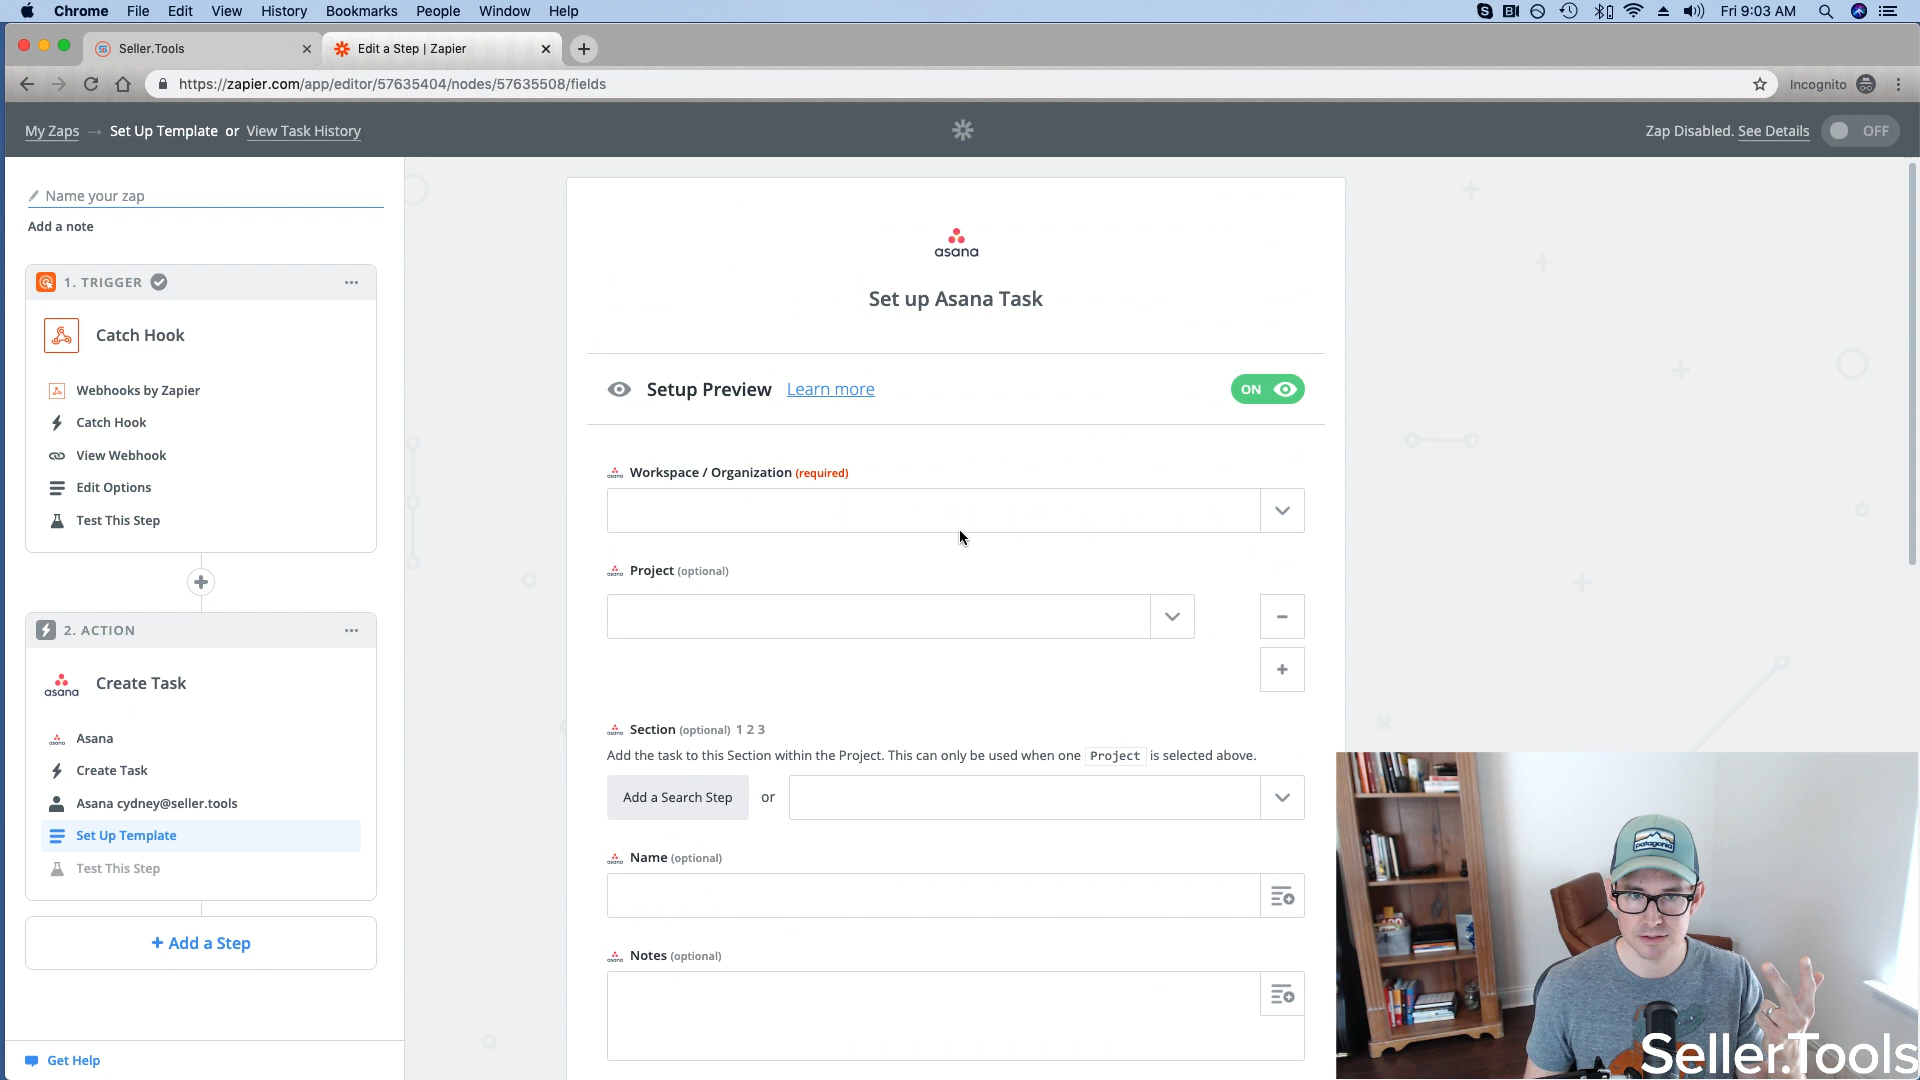 Chrome File Edit View History Bookmarks People Window Help
Fri 9:03 AM
Seller.Tools
Edit a Step | Zapier
https://zapier.com/app/editor/57635404/nodes/57635508/fields
Incognito
My Zaps → Set Up Template or View Task History
Zap Disabled. See Details
OFF
Name your zap
Add a note
1. TRIGGER
Catch Hook
Webhooks by Zapier
Catch Hook
View Webhook
Edit Options
Test This Step
2. ACTION
asana
Create Task
Asana
Create Task
Asana cydney@seller.tools
Set Up Template
Test This Step
+ Add a Step
Get Help
asana
Set up Asana Task
Setup Preview Learn more
ON
Workspace / Organization (required)
Project (optional)
Section (optional) 1 2 3
Add the task to this Section within the Project. This can only be used when one Project is selected above.
Add a Search Step or
Name (optional)
Notes (optional)
patagonia
Seller.Tools